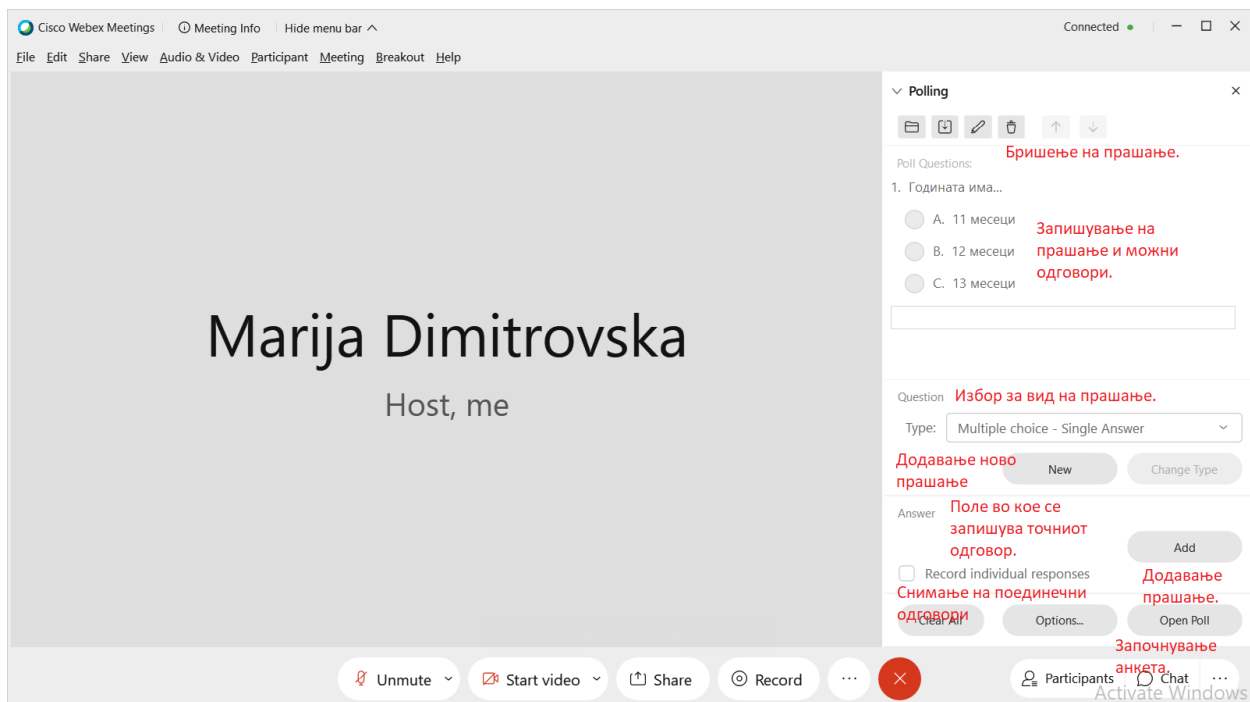 Cisco Webex Meetings Meeting Info Hide menu bar Connected
File Edit Share View Audio & Video Participant Meeting Breakout Help
Marija Dimitrovska
Host, me
Polling
Бришење на прашање.
Poll Questions:
1. Годината има...
A. 11 месеци
B. 12 месеци
C. 13 месеци
Запишување на
прашање и можни
одговори.
Question Избор за вид на прашање.
Type: Multiple choice - Single Answer
Додавање ново
прашање
New Change Type
Answer
Поле во кое се
запишува точниот
одговор.
Add
Record individual responses
Додавање
прашање.
Снимање на поединечни
одговори
Clear All Options... Open Poll
Започнување
анкета.
Unmute Start video Share Record ... Participants Chat ...
Activate Windows